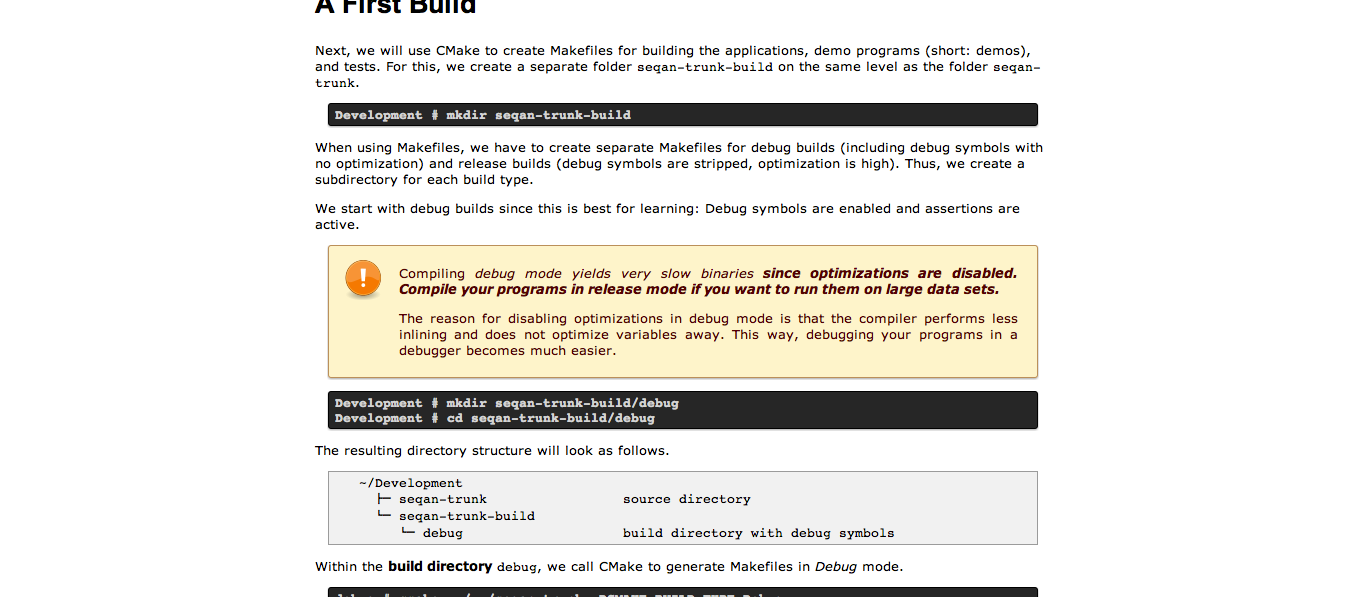 A First Build
Next, we will use CMake to create Makefiles for building the applications, demo programs (short: demos),
and tests. For this, we create a separate folder seqan-trunk-build on the same level as the folder seqan-
trunk.
Development # mkdir seqan-trunk-build
When using Makefiles, we have to create separate Makefiles for debug builds (including debug symbols with
no optimization) and release builds (debug symbols are stripped, optimization is high). Thus, we create a
subdirectory for each build type.
We start with debug builds since this is best for learning: Debug symbols are enabled and assertions are
active.
Compiling debug mode yields very slow binaries since optimizations are disabled.
Compile your programs in release mode if you want to run them on large data sets.
The reason for disabling optimizations in debug mode is that the compiler performs less
inlining and does not optimize variables away. This way, debugging your programs in a
debugger becomes much easier.
Development # mkdir seqan-trunk-build/debug
Development # cd seqan-trunk-build/debug
The resulting directory structure will look as follows.
~/Development
├─ seqan-trunk source directory
└─ seqan-trunk-build
└─ debug build directory with debug symbols
Within the build directory debug, we call CMake to generate Makefiles in Debug mode.